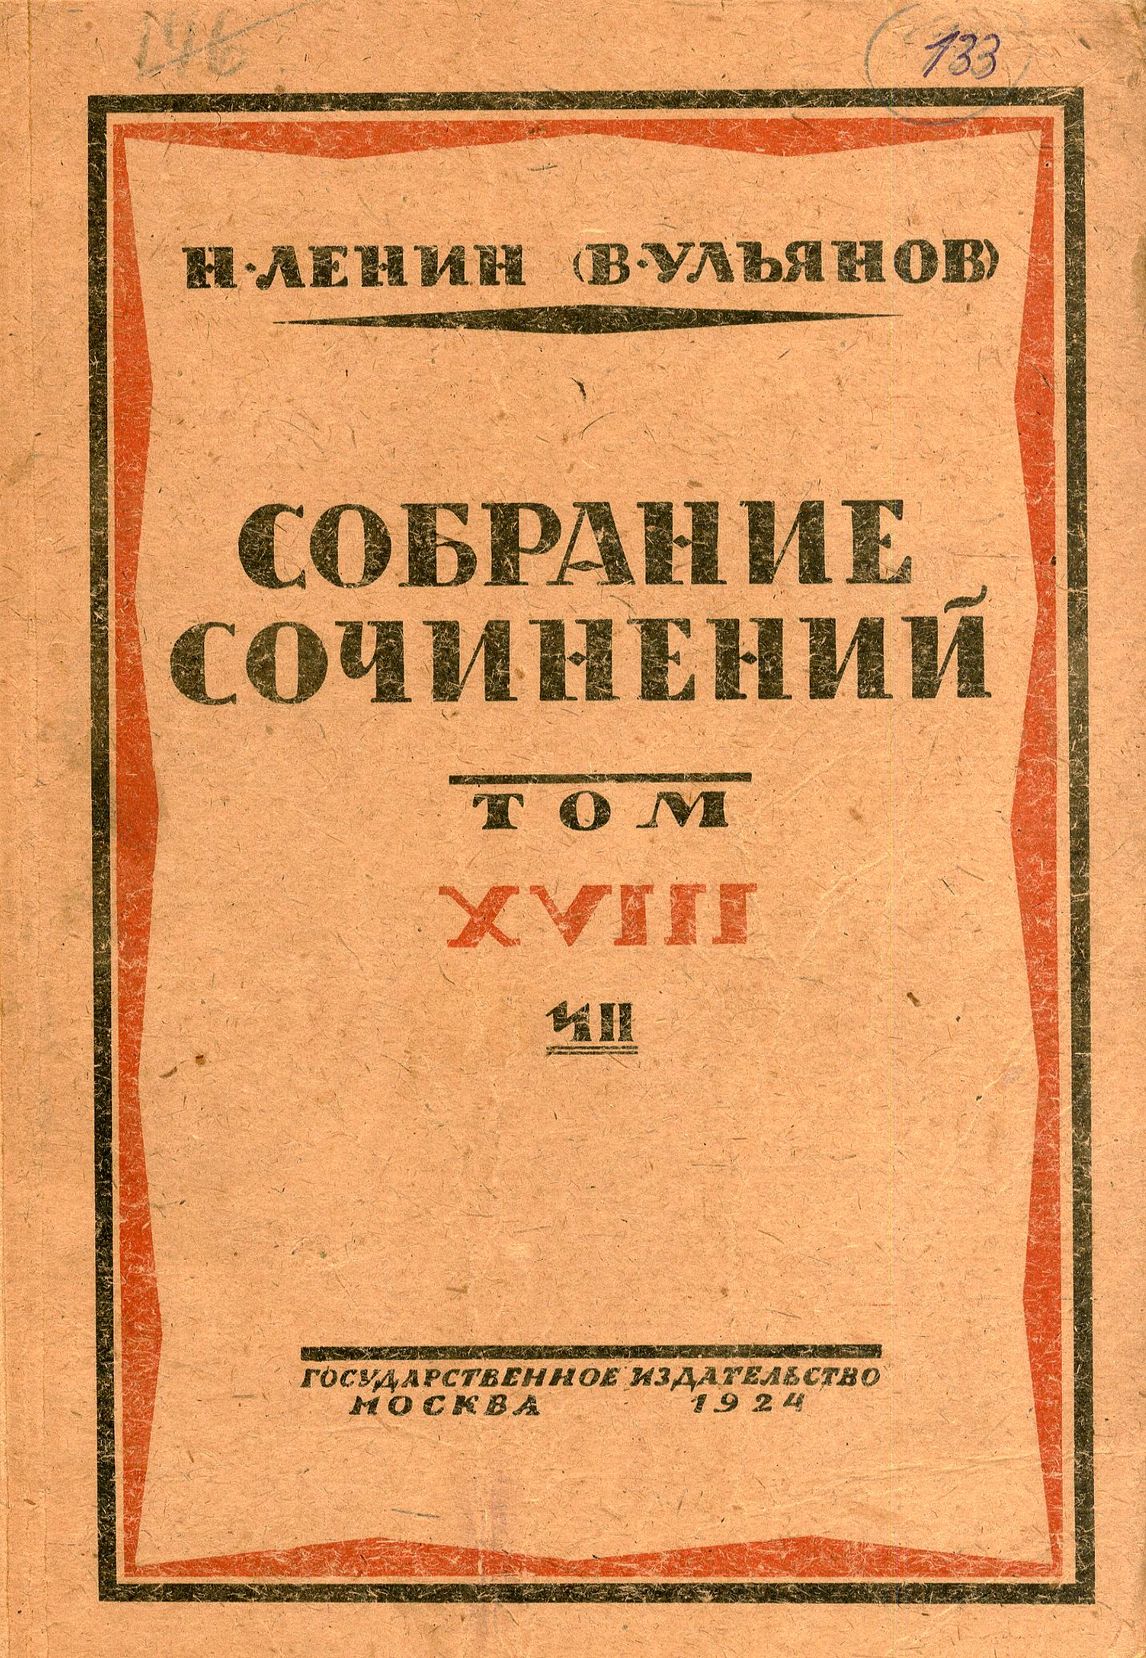 133
Н·ЛЕНИН (В·УЛЬЯНОВ)
СОБРАНИЕ
СОЧИНЕНИЙ
ТОМ
XVIII
ч II
ГОСУДАРСТВЕННОЕ ИЗДАТЕЛЬСТВО
МОСКВА 1924